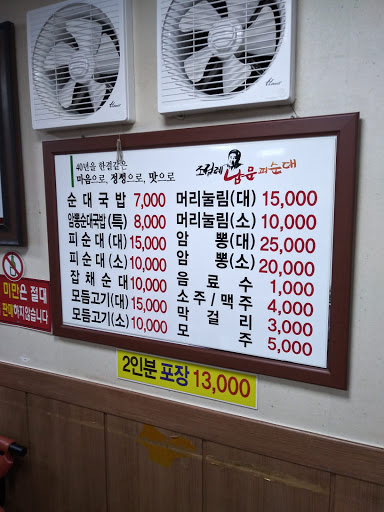 40년을 한결같은
마음으로, 정성으로, 맛으로
조점례 남문피순대
순대국밥 7,000
암뽕순대국밥(특) 8,000
피순대(대) 15,000
피순대(소) 10,000
잡채순대 10,000
모듬고기(대) 15,000
모듬고기(소) 10,000
머리눌림(대) 15,000
머리눌림(소) 10,000
암뽕(대) 25,000
암뽕(소) 20,000
음료수 1,000
소주/맥주 4,000
막걸리 3,000
모주 5,000
2인분 포장 13,000
미만은 절대
판매하지않습니다